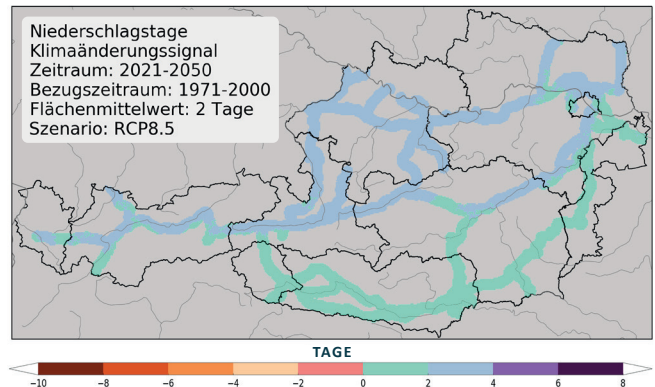 Niederschlagstage
Klimaänderungssignal
Zeitraum: 2021-2050
Bezugszeitraum: 1971-2000
Flächenmittelwert: 2 Tage
Szenario: RCP8.5
TAGE
−10 −8 −6 −4 −2 0 2 4 6 8